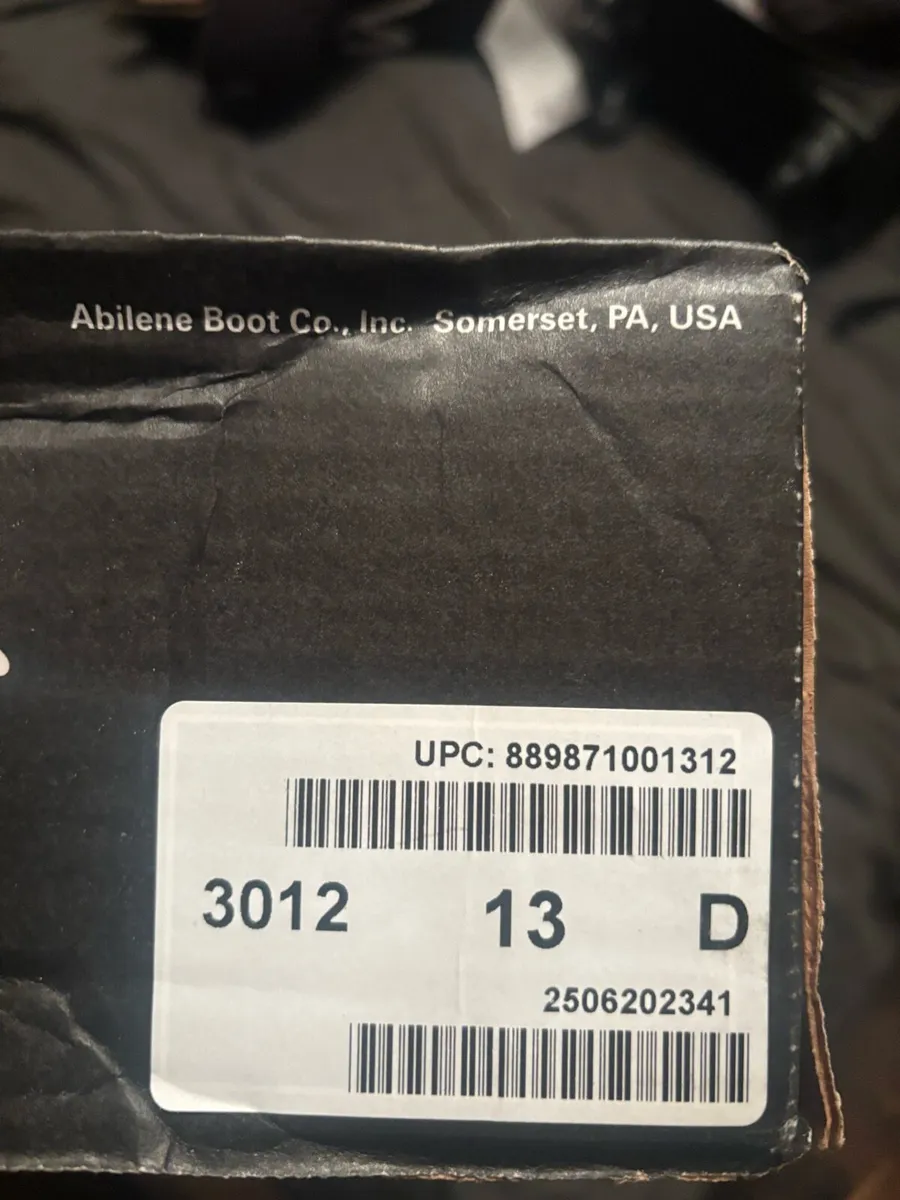 Abilene Boot Co., Inc. Somerset, PA, USA
UPC: 889871001312
3012 13 D
2506202341